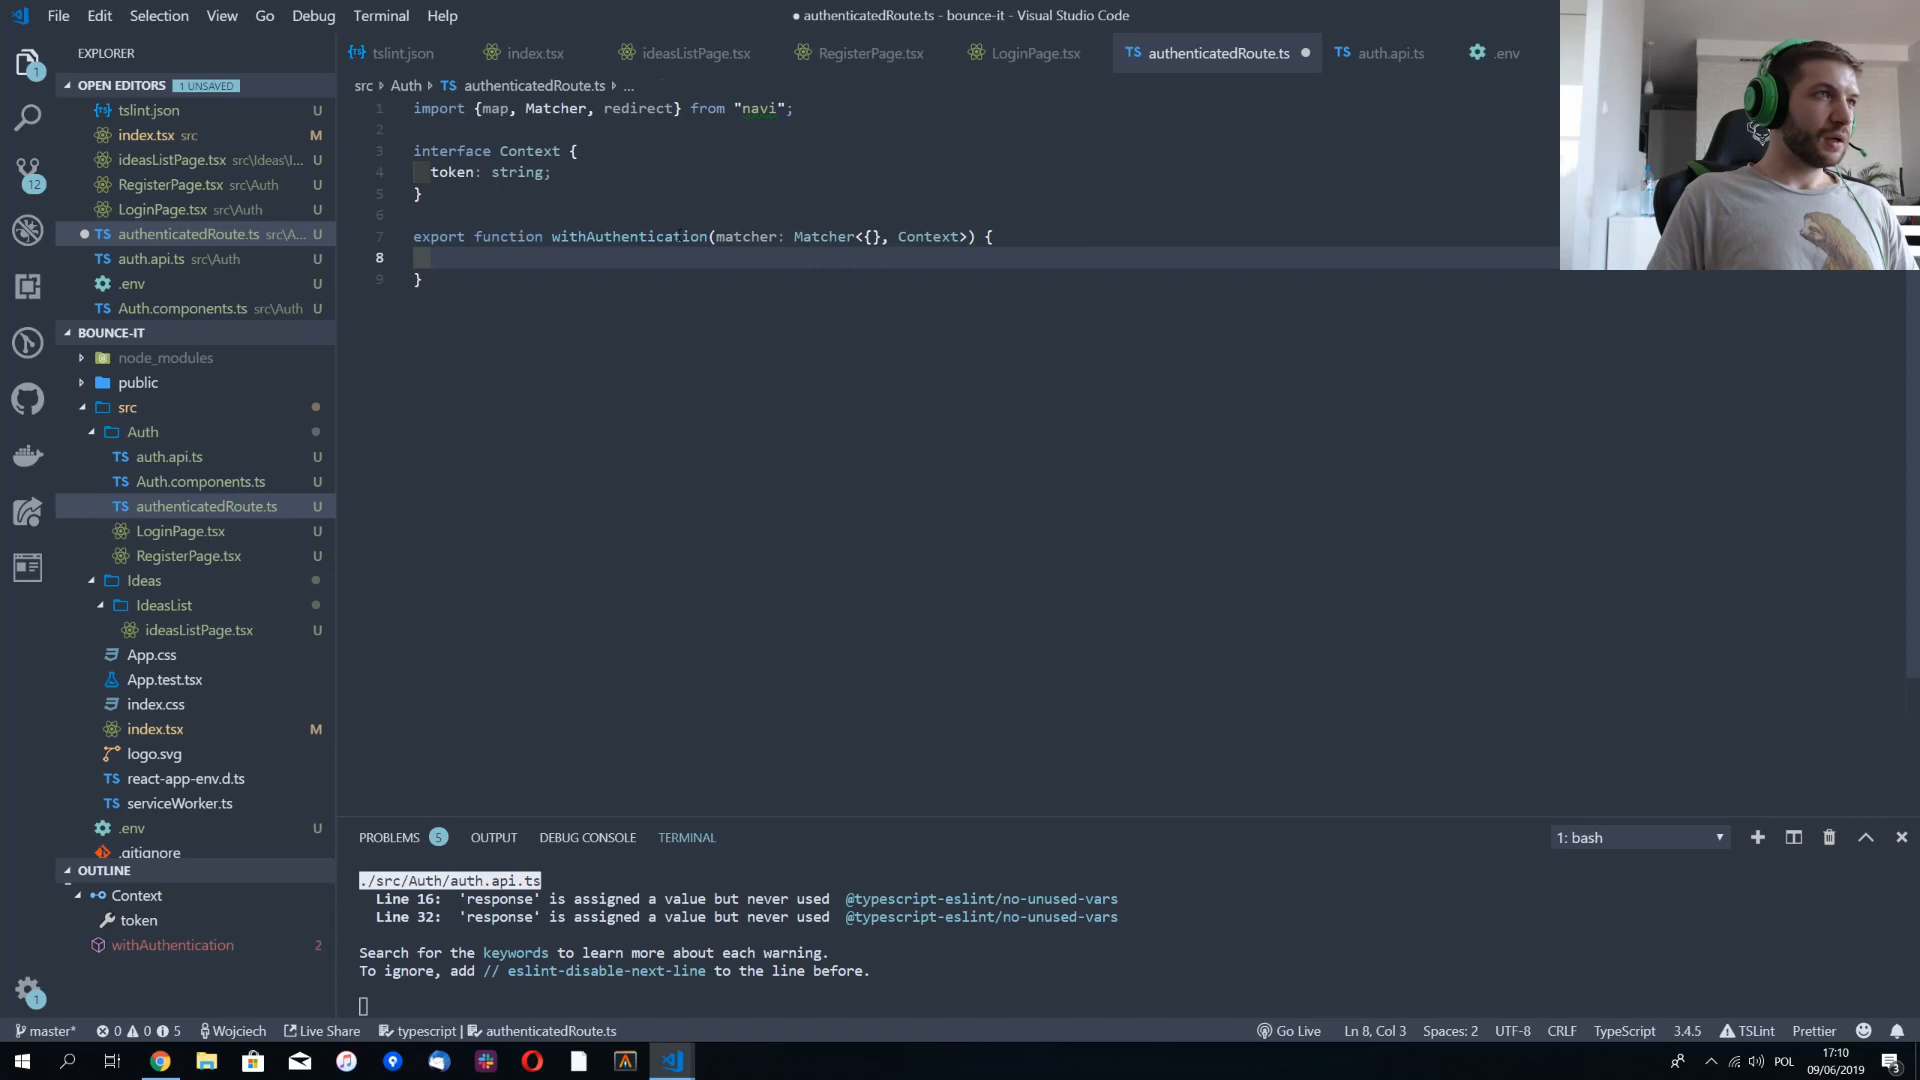 File Edit Selection View Go Debug Terminal Help
● authenticatedRoute.ts - bounce-it - Visual Studio Code
EXPLORER
OPEN EDITORS 1 UNSAVED
tslint.json U
index.tsx src M
ideasListPage.tsx src\Ideas\I... U
RegisterPage.tsx src\Auth U
LoginPage.tsx src\Auth U
TS authenticatedRoute.ts src\A... U
TS auth.api.ts src\Auth U
.env U
Auth.components.ts src\Auth U
BOUNCE-IT
node_modules
public
src
Auth
TS auth.api.ts U
TS Auth.components.ts U
TS authenticatedRoute.ts U
LoginPage.tsx U
RegisterPage.tsx U
Ideas
IdeasList
ideasListPage.tsx U
App.css
App.test.tsx
index.css
index.tsx M
logo.svg
TS react-app-env.d.ts
TS serviceWorker.ts
.env U
.gitignore
OUTLINE
Context
token
withAuthentication 2
1
12
1
tslint.json index.tsx ideasListPage.tsx RegisterPage.tsx LoginPage.tsx TS authenticatedRoute.ts TS auth.api.ts .env
src Auth TS authenticatedRoute.ts ...
1 import {map, Matcher, redirect} from "navi";
2
3 interface Context {
4 token: string;
5 }
6
7 export function withAuthentication(matcher: Matcher<{}, Context>) {
8
9 }
PROBLEMS 5 OUTPUT DEBUG CONSOLE TERMINAL 1: bash
./src/Auth/auth.api.ts
Line 16: 'response' is assigned a value but never used @typescript-eslint/no-unused-vars
Line 32: 'response' is assigned a value but never used @typescript-eslint/no-unused-vars
Search for the keywords to learn more about each warning.
To ignore, add // eslint-disable-next-line to the line before.
master* 0 0 5 Wojciech Live Share typescript | authenticatedRoute.ts
Go Live Ln 8, Col 3 Spaces: 2 UTF-8 CRLF TypeScript 3.4.5 TSLint Prettier
POL 17:10
09/06/2019 3